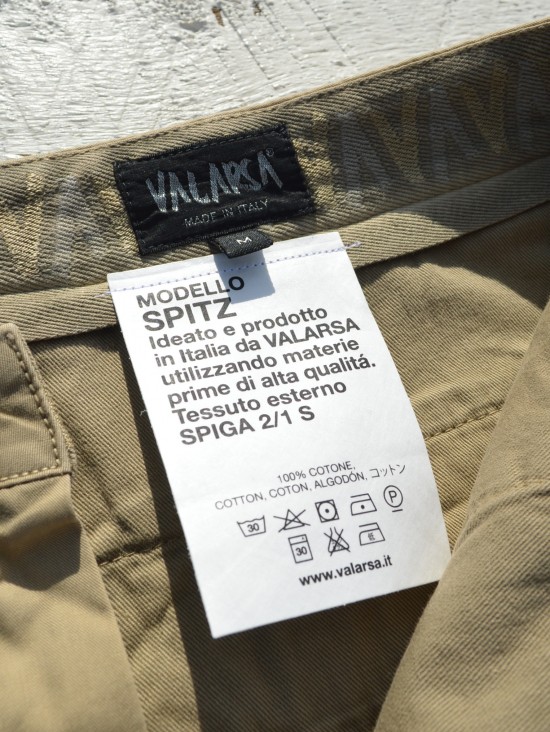 VALARSA®
MADE IN ITALY
M
MODELLO
SPITZ
Ideato e prodotto
in Italia da VALARSA
utilizzando materie
prime di alta qualitá.
Tessuto esterno
SPIGA 2/1 S
100% COTONE,
COTTON, COTON, ALGODÓN, コットン
30
P
30
www.valarsa.it